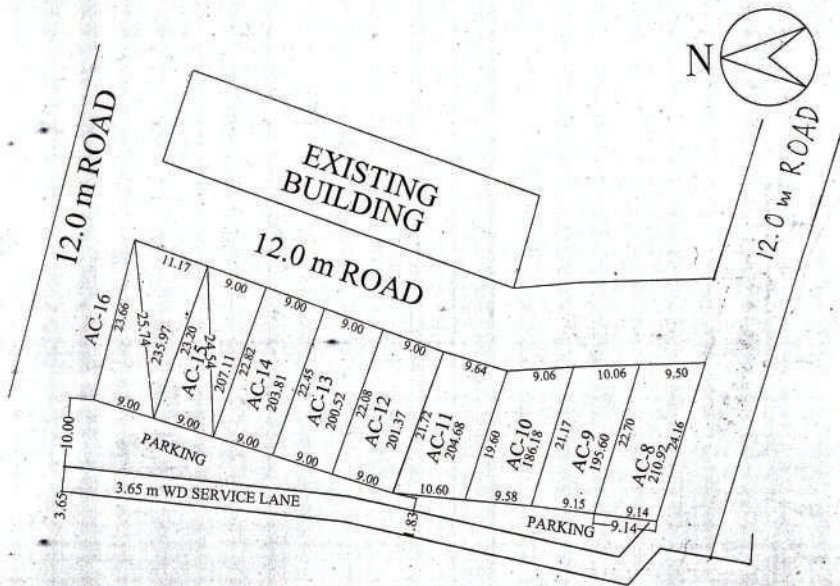 N
12.0 m ROAD
EXISTING
BUILDING
12.0 m ROAD
12.0 m ROAD
11.17
9.00
9.00
9.00
9.00
9.64
9.06
10.06
9.50
AC-16
23.66
25.74
235.97
AC-15
23.20
24.54
207.11
AC-14
22.82
203.81
AC-13
22.45
200.52
AC-12
22.08
201.37
AC-11
21.72
204.68
AC-10
19.60
186.18
AC-9
21.17
195.60
AC-8
22.70
210.92
24.16
9.00
9.00
9.00
9.00
9.00
10.60
9.58
9.15
9.14
9.14
10.00
PARKING
3.65 m WD SERVICE LANE
3.65
1.83
PARKING